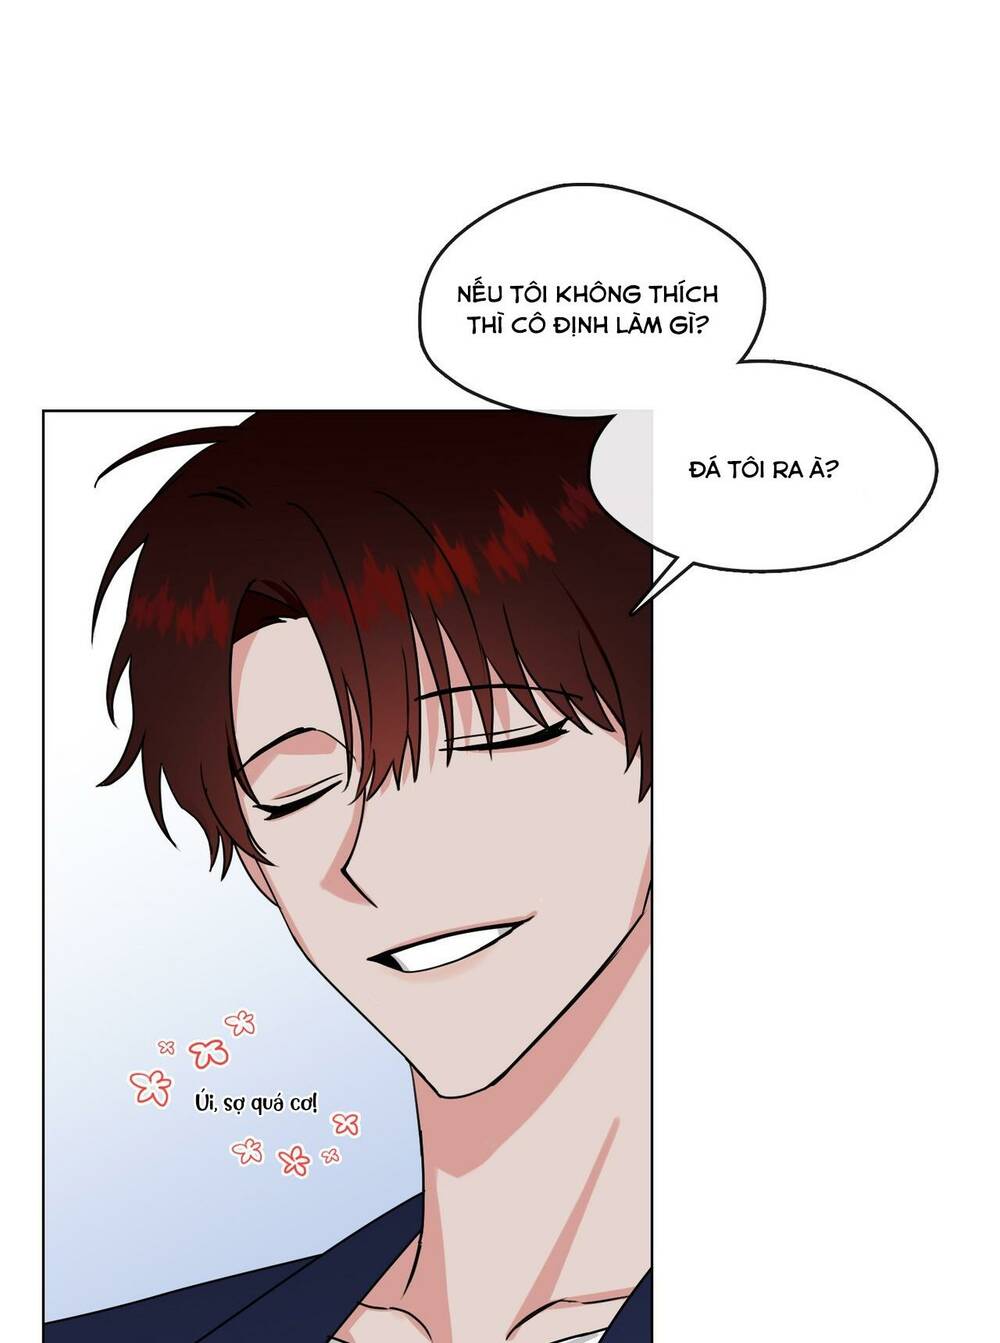 NẾU TÔI KHÔNG THÍCH
THÌ CÔ ĐỊNH LÀM GÌ?
ĐÁ TÔI RA À?
Úi, sợ quá cơ!